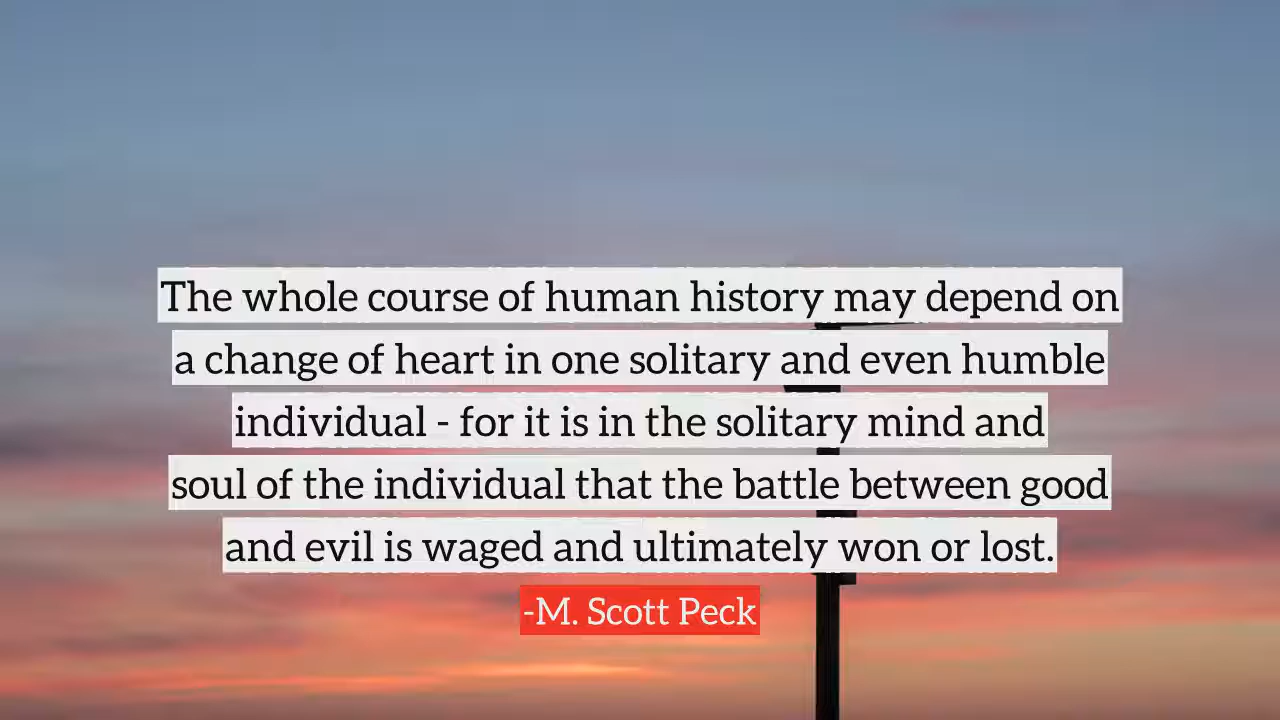 The whole course of human history may depend on
a change of heart in one solitary and even humble
individual - for it is in the solitary mind and
soul of the individual that the battle between good
and evil is waged and ultimately won or lost.
-M. Scott Peck